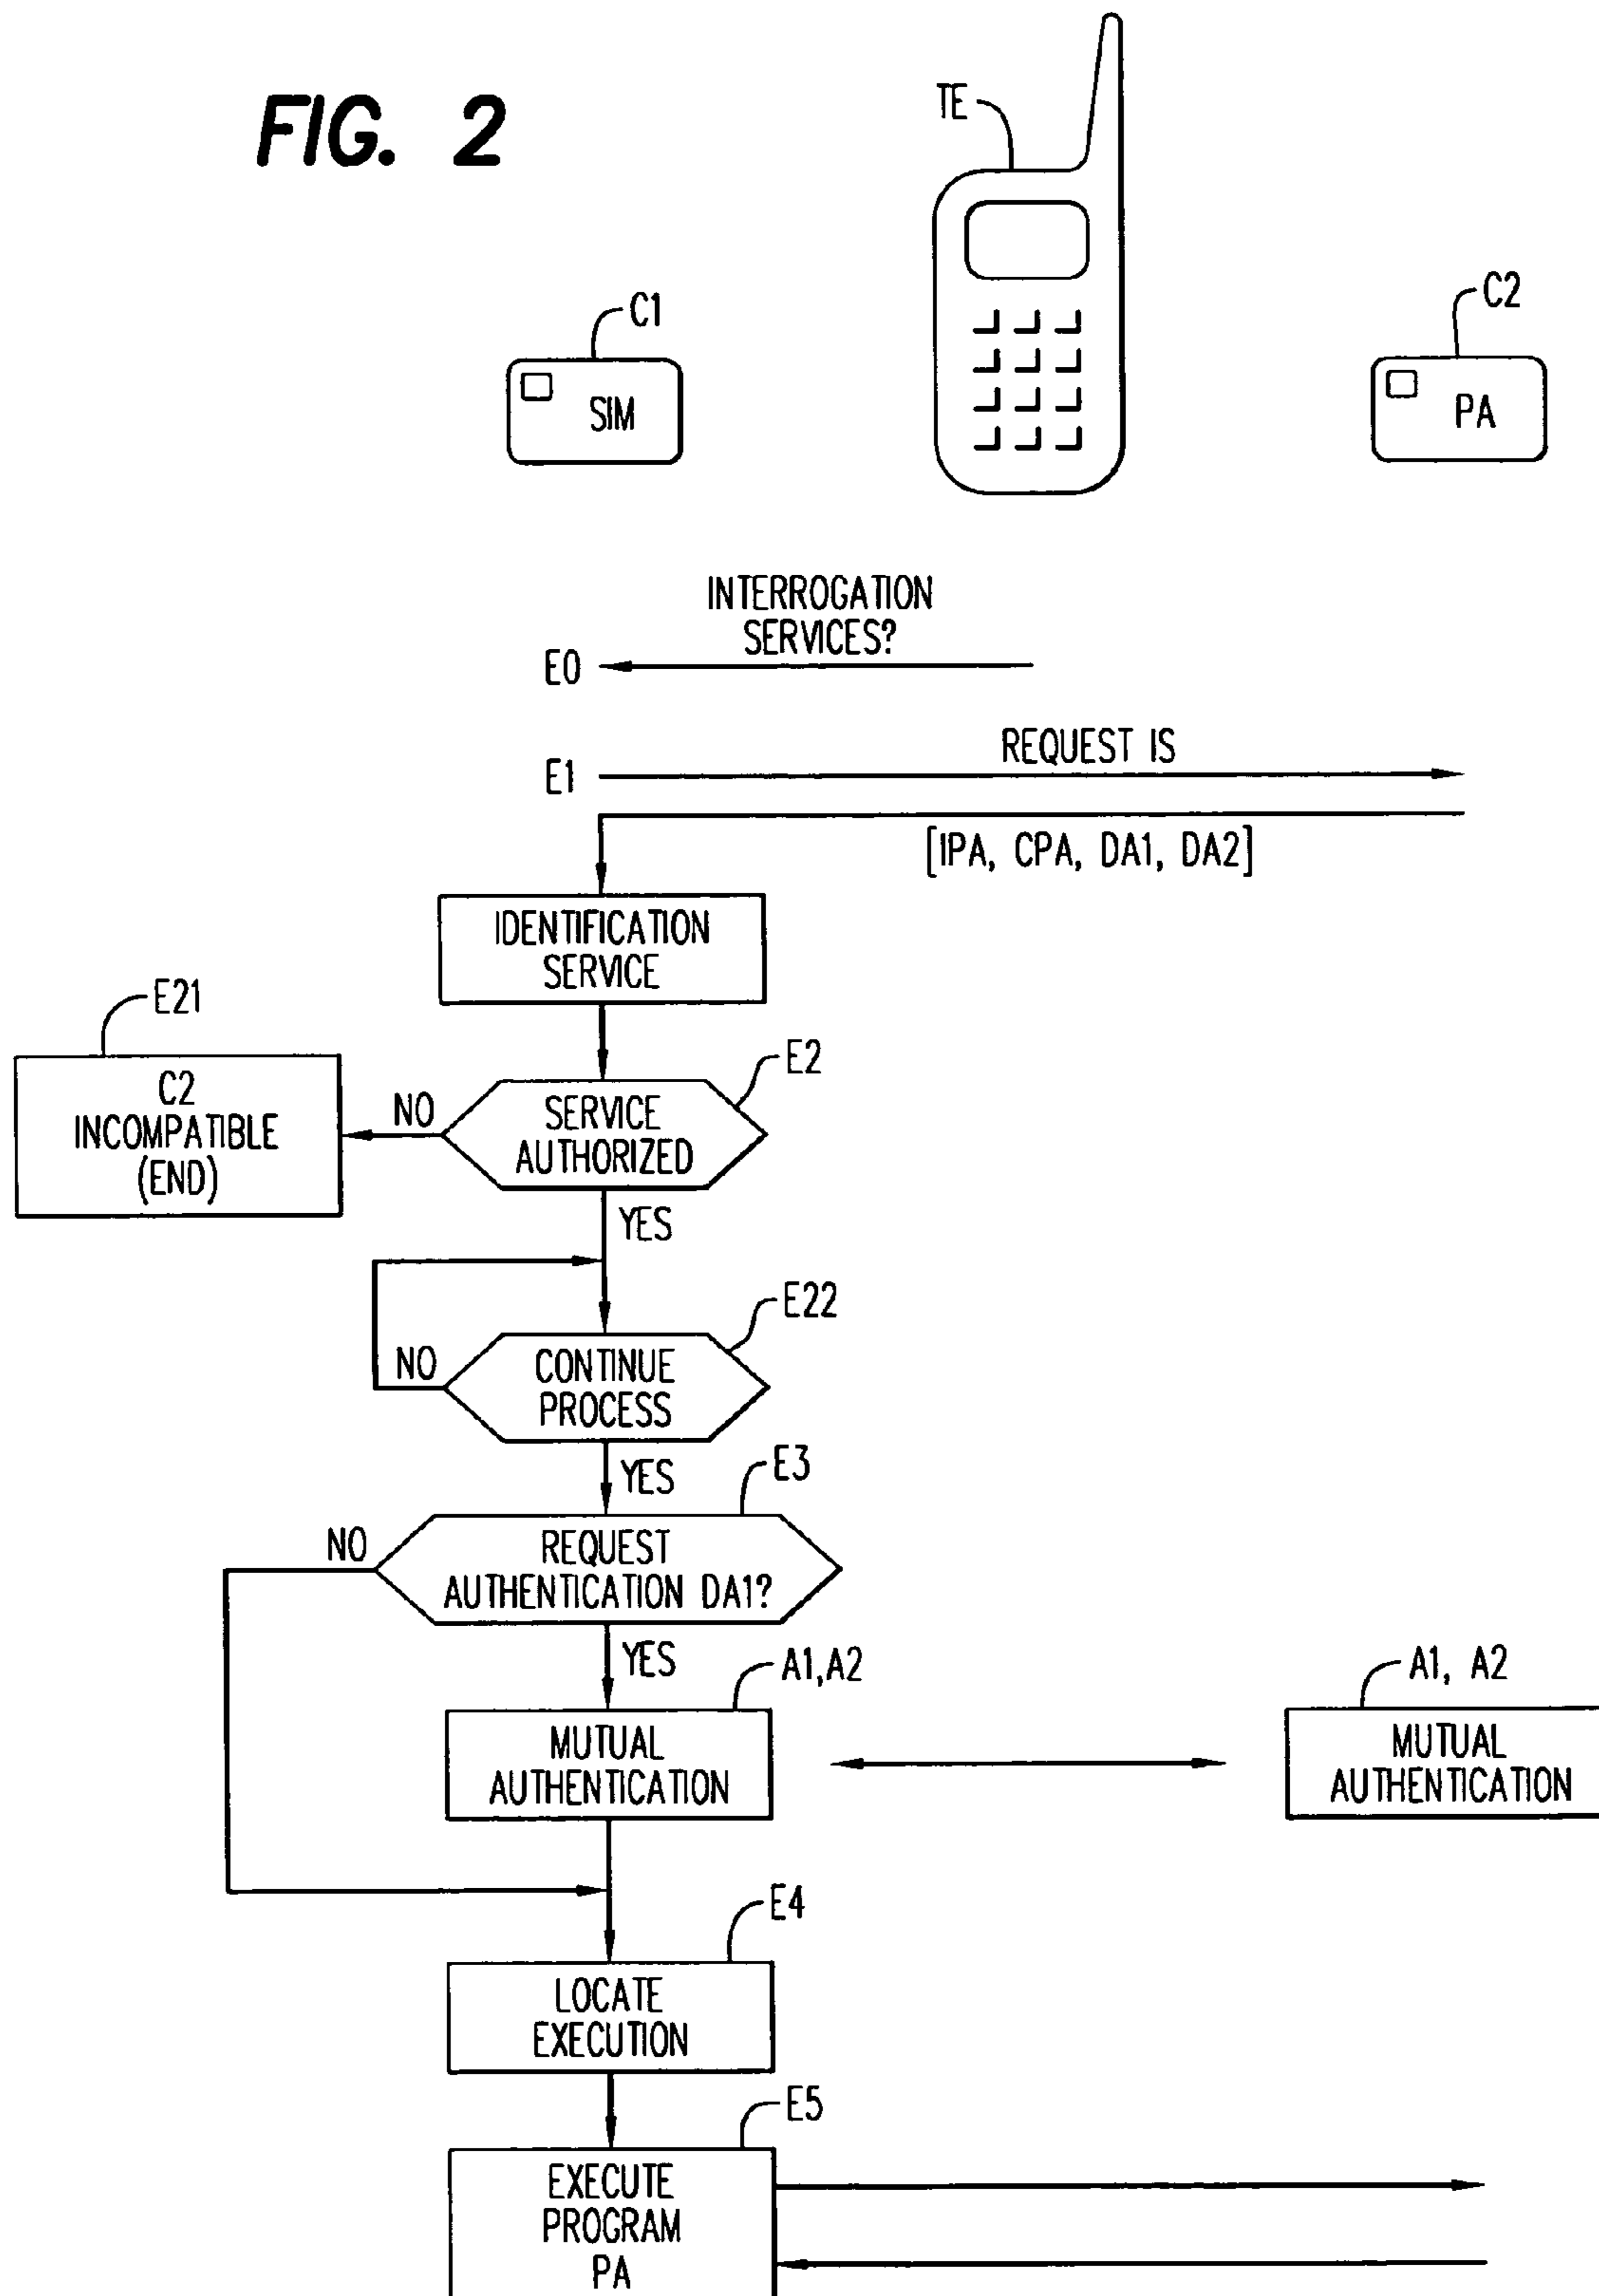 FIG. 2
TE
C1
C2
SIM
PA
INTERROGATION
SERVICES?
E0
REQUEST IS
E1
[IPA, CPA, DA1, DA2]
IDENTIFICATION
SERVICE
E21
E2
C2
INCOMPATIBLE
(END)
NO
SERVICE
AUTHORIZED
YES
E22
NO
CONTINUE
PROCESS
YES
E3
NO
REQUEST
AUTHENTICATION DA1?
YES
A1,A2
A1, A2
MUTUAL
AUTHENTICATION
MUTUAL
AUTHENTICATION
E4
LOCATE
EXECUTION
E5
EXECUTE
PROGRAM
PA